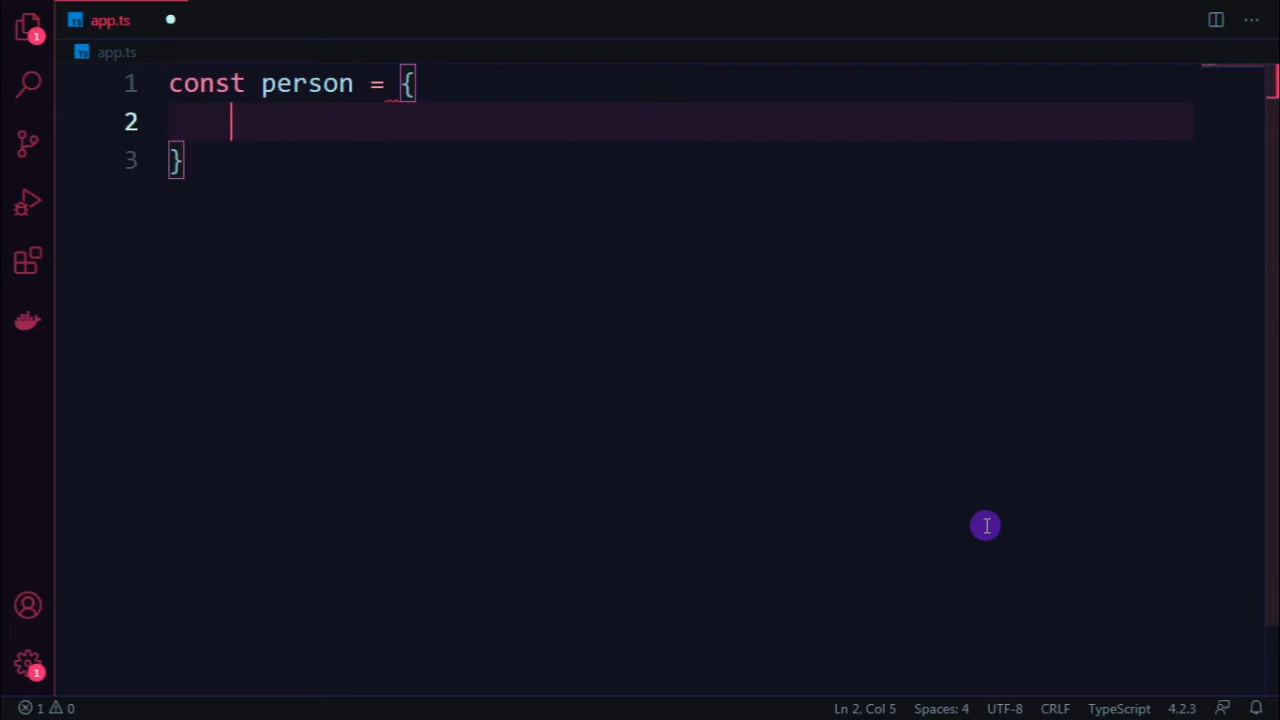 app.ts
app.ts
1 const person = {
2
3 }
1
1
1 0
Ln 2, Col 5 Spaces: 4 UTF-8 CRLF TypeScript 4.2.3